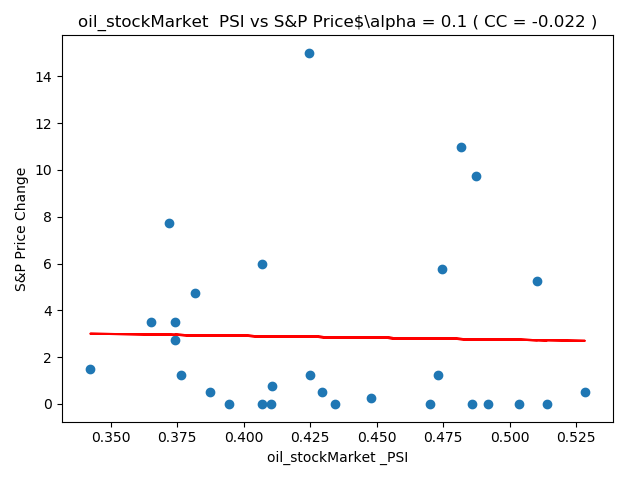 oil_stockMarket  PSI vs S&P Price$\alpha = 0.1 ( CC = -0.022 )
14
12
10
8
6
4
2
0
S&P Price Change
0.350 0.375 0.400 0.425 0.450 0.475 0.500 0.525
oil_stockMarket _PSI